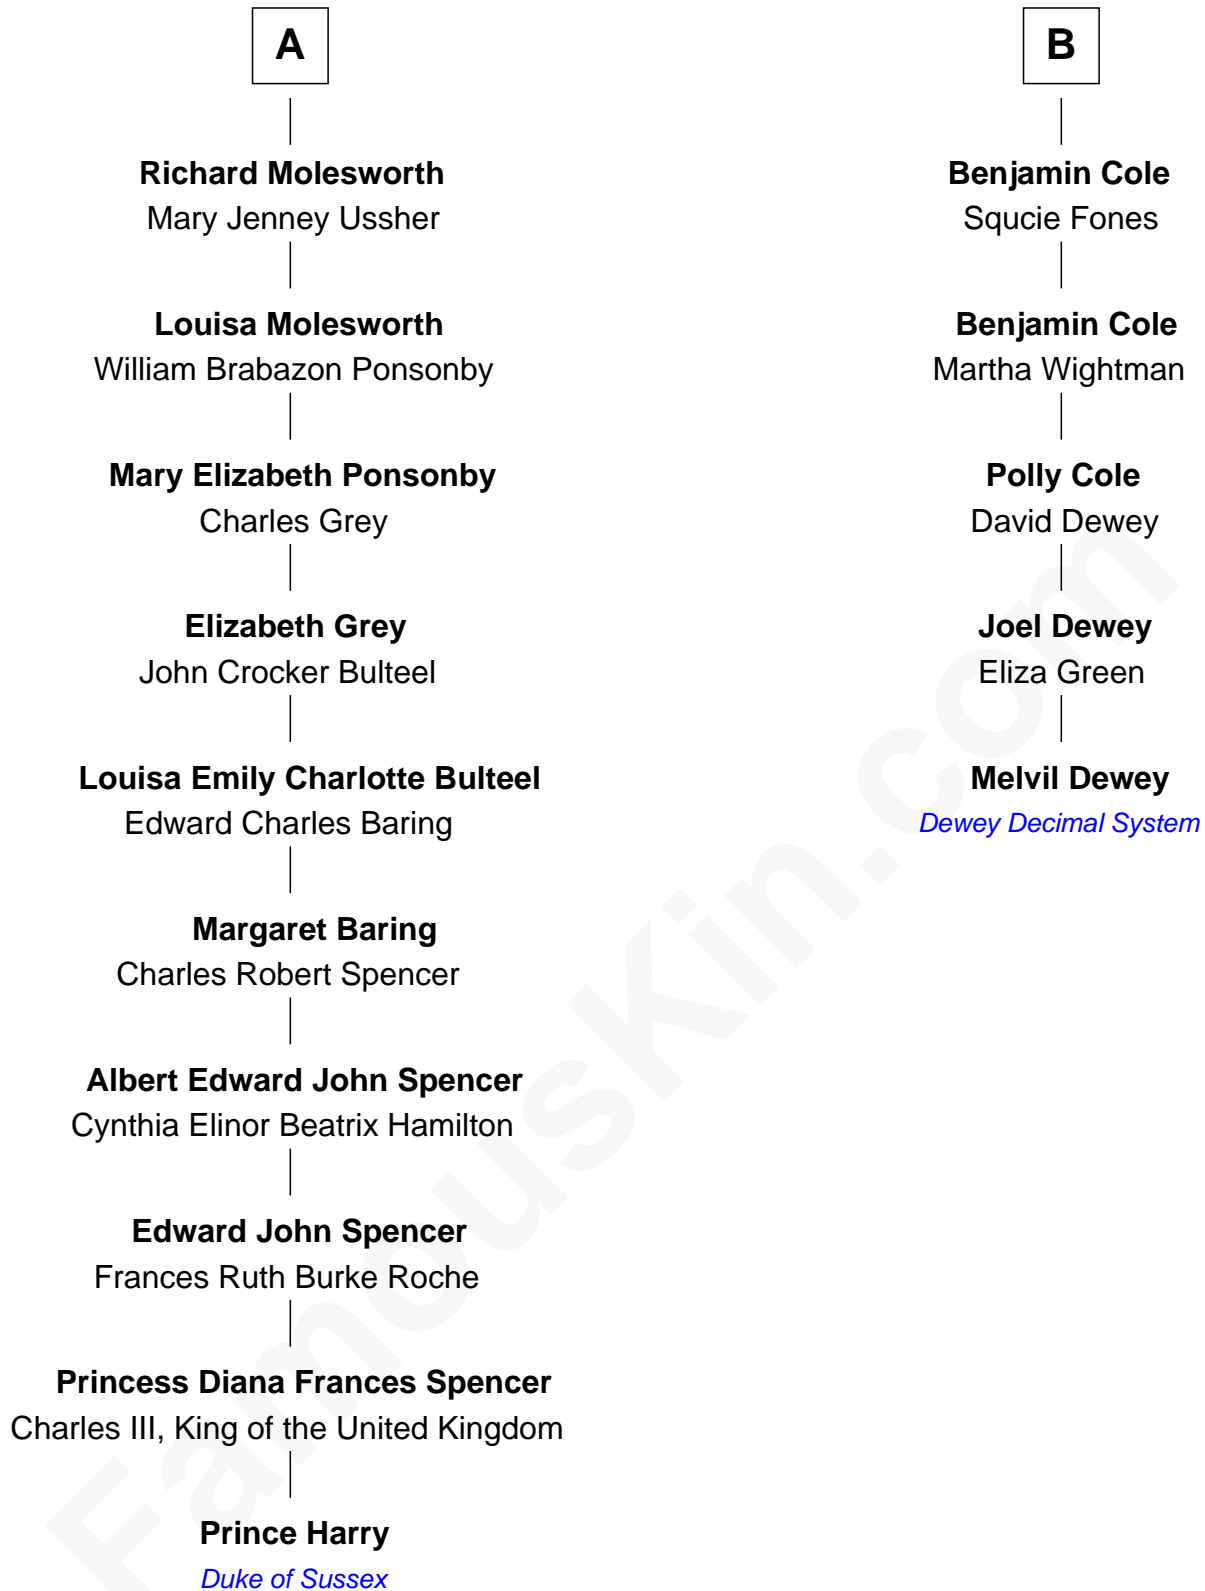 A
Richard Molesworth
Mary Jenney Ussher
Louisa Molesworth
William Brabazon Ponsonby
Mary Elizabeth Ponsonby
Charles Grey
Elizabeth Grey
John Crocker Bulteel
Louisa Emily Charlotte Bulteel
Edward Charles Baring
Margaret Baring
Charles Robert Spencer
Albert Edward John Spencer
Cynthia Elinor Beatrix Hamilton
Edward John Spencer
Frances Ruth Burke Roche
Princess Diana Frances Spencer
Charles III, King of the United Kingdom
Prince Harry
Duke of Sussex
B
Benjamin Cole
Squcie Fones
Benjamin Cole
Martha Wightman
Polly Cole
David Dewey
Joel Dewey
Eliza Green
Melvil Dewey
Dewey Decimal System
FamousKin.com